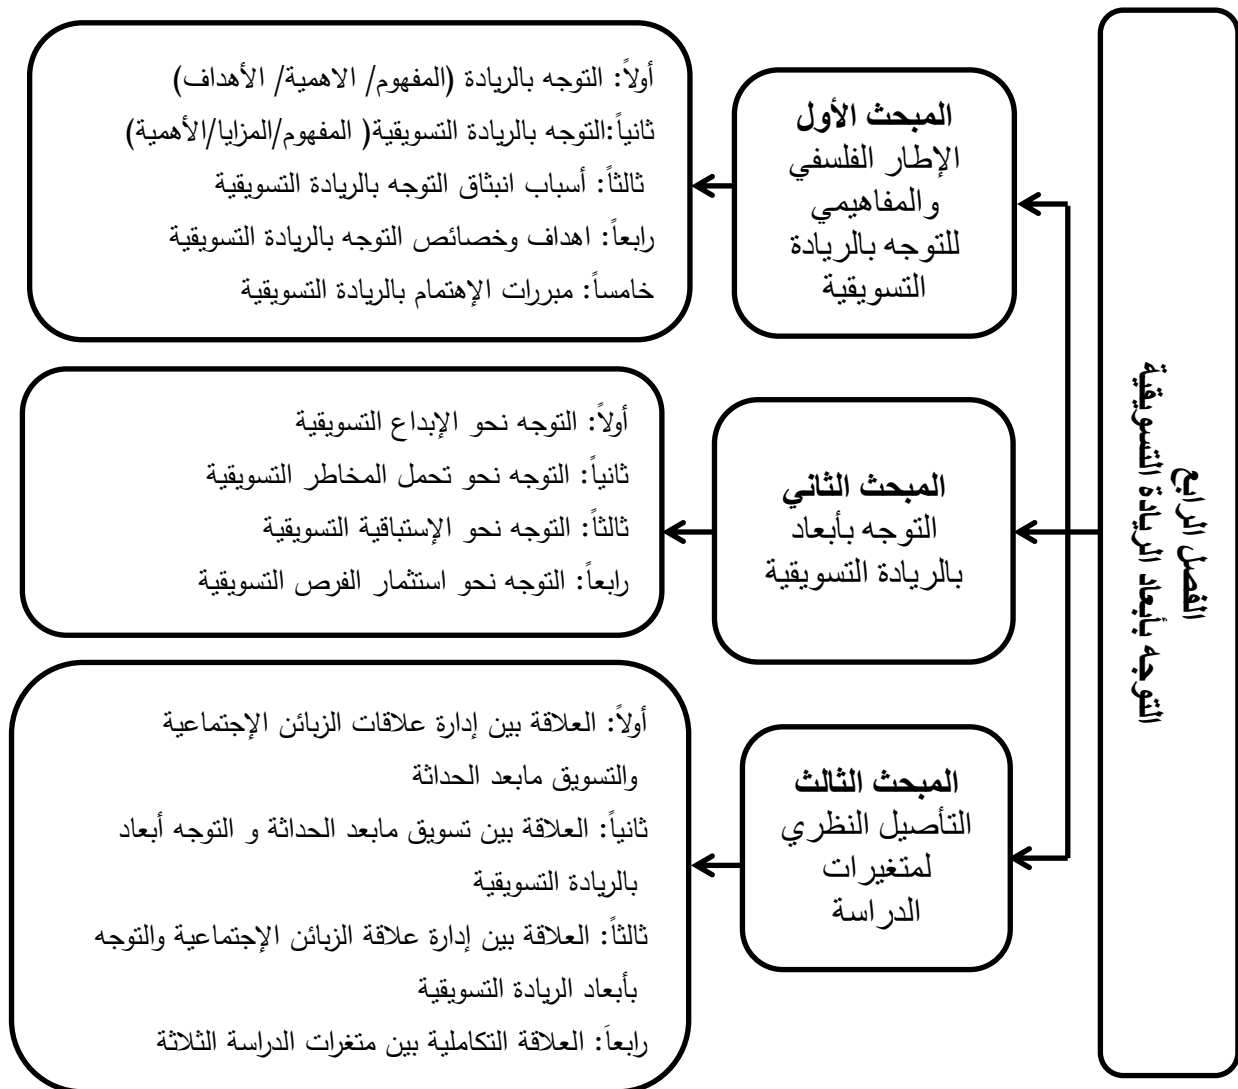 الفصل الرابع
التوجه بأبعاد الريادة التسويقية
المبحث الأول
الإطار الفلسفي
والمفاهيمي
للتوجه بالريادة
التسويقية
أولاً: التوجه بالريادة (المفهوم/ الاهمية/ الأهداف)
ثانياً:التوجه بالريادة التسويقية( المفهوم/المزايا/الأهمية)
ثالثاً: أسباب انبثاق التوجه بالريادة التسويقية
رابعاً: اهداف وخصائص التوجه بالريادة التسويقية
خامساً: مبررات الإهتمام بالريادة التسويقية
المبحث الثاني
التوجه بأبعاد
بالريادة التسويقية
أولاً: التوجه نحو الإبداع التسويقية
ثانياً: التوجه نحو تحمل المخاطر التسويقية
ثالثاً: التوجه نحو الإستباقية التسويقية
رابعاً: التوجه نحو استثمار الفرص التسويقية
المبحث الثالث
التأصيل النظري
لمتغيرات
الدراسة
أولاً: العلاقة بين إدارة علاقات الزبائن الإجتماعية
والتسويق مابعد الحداثة
ثانياً: العلاقة بين تسويق مابعد الحداثة و التوجه أبعاد
بالريادة التسويقية
ثالثاً: العلاقة بين إدارة علاقة الزبائن الإجتماعية والتوجه
بأبعاد الريادة التسويقية
رابعاَ: العلاقة التكاملية بين متغرات الدراسة الثلاثة